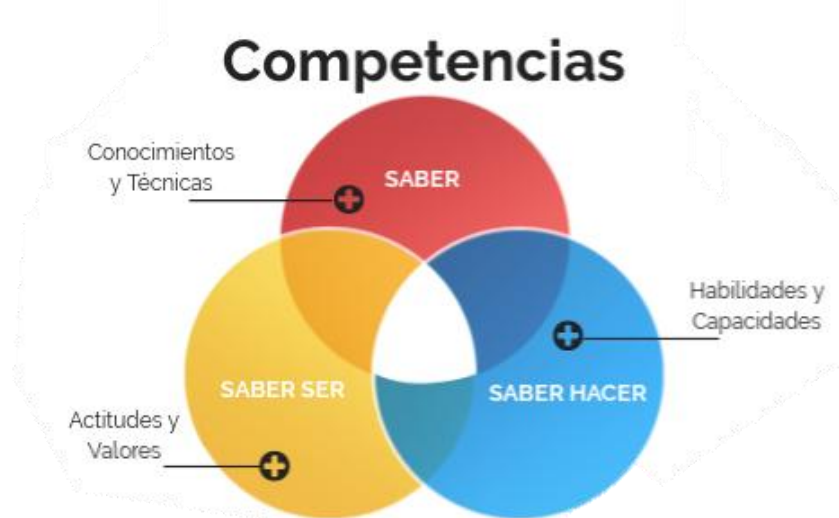 Competencias
Conocimientos
y Técnicas
SABER
Habilidades y
Capacidades
SABER SER
SABER HACER
Actitudes y
Valores